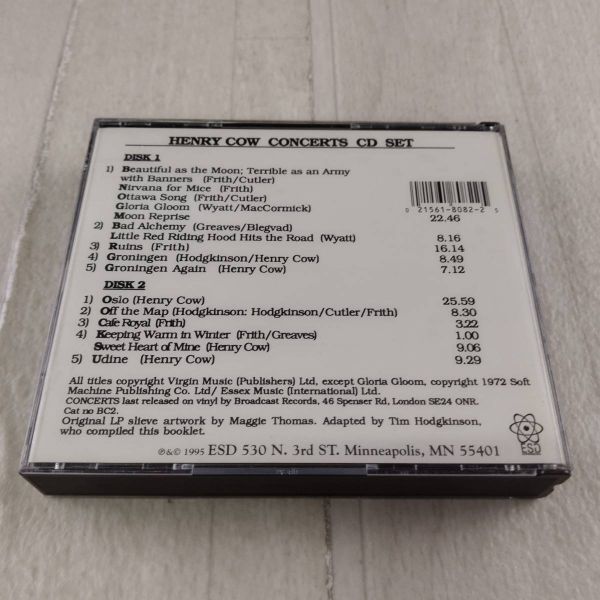 HENRY COW CONCERTS CD SET
DISK 1
1) Beautiful as the Moon; Terrible as an Army
with Banners (Frith/Cutler)
Nirvana for Mice (Frith)
Ottawa Song (Frith/Cutler)
Gloria Gloom (Wyatt/MacCormick)
Moon Reprise 22.46
2) Bad Alchemy (Greaves/Blegvad)
Little Red Riding Hood Hits the Road (Wyatt) 8.16
3) Ruins (Frith) 16.14
4) Groningen (Hodgkinson/Henry Cow) 8.49
5) Groningen Again (Henry Cow) 7.12
0 21561-8082-2 5
DISK 2
1) Oslo (Henry Cow) 25.59
2) Off the Map (Hodgkinson: Hodgkinson/Cutler/Frith) 8.30
3) Cafe Royal (Frith) 3.22
4) Keeping Warm in Winter (Frith/Greaves) 1.00
Sweet Heart of Mine (Henry Cow) 9.06
5) Udine (Henry Cow) 9.29
All titles copyright Virgin Music (Publishers) Ltd, except Gloria Gloom, copyright 1972 Soft
Machine Publishing Co. Ltd/ Essex Music (International) Ltd.
CONCERTS last released on vinyl by Broadcast Records, 46 Spenser Rd, London SE24 ONR.
Cat no BC2.
Original LP slieve artwork by Maggie Thomas. Adapted by Tim Hodgkinson,
who compiled this booklet.
℗&© 1995 ESD 530 N. 3rd ST. Minneapolis, MN 55401
ESD